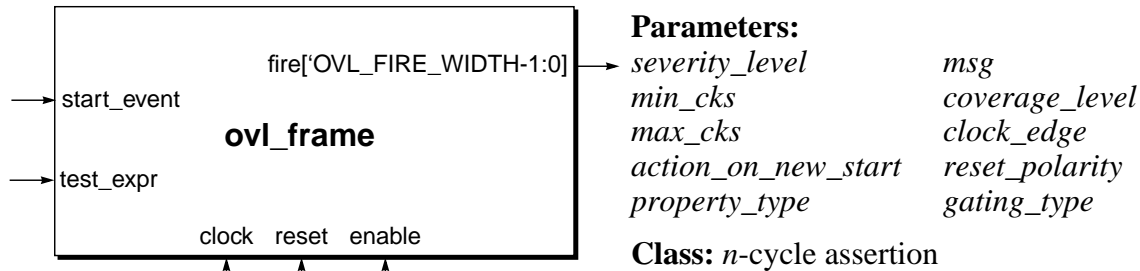 fire[‘OVL_FIRE_WIDTH-1:0]
start_event
ovl_frame
test_expr
clock reset enable
Parameters:
severity_level msg
min_cks coverage_level
max_cks clock_edge
action_on_new_start reset_polarity
property_type gating_type
Class: n-cycle assertion